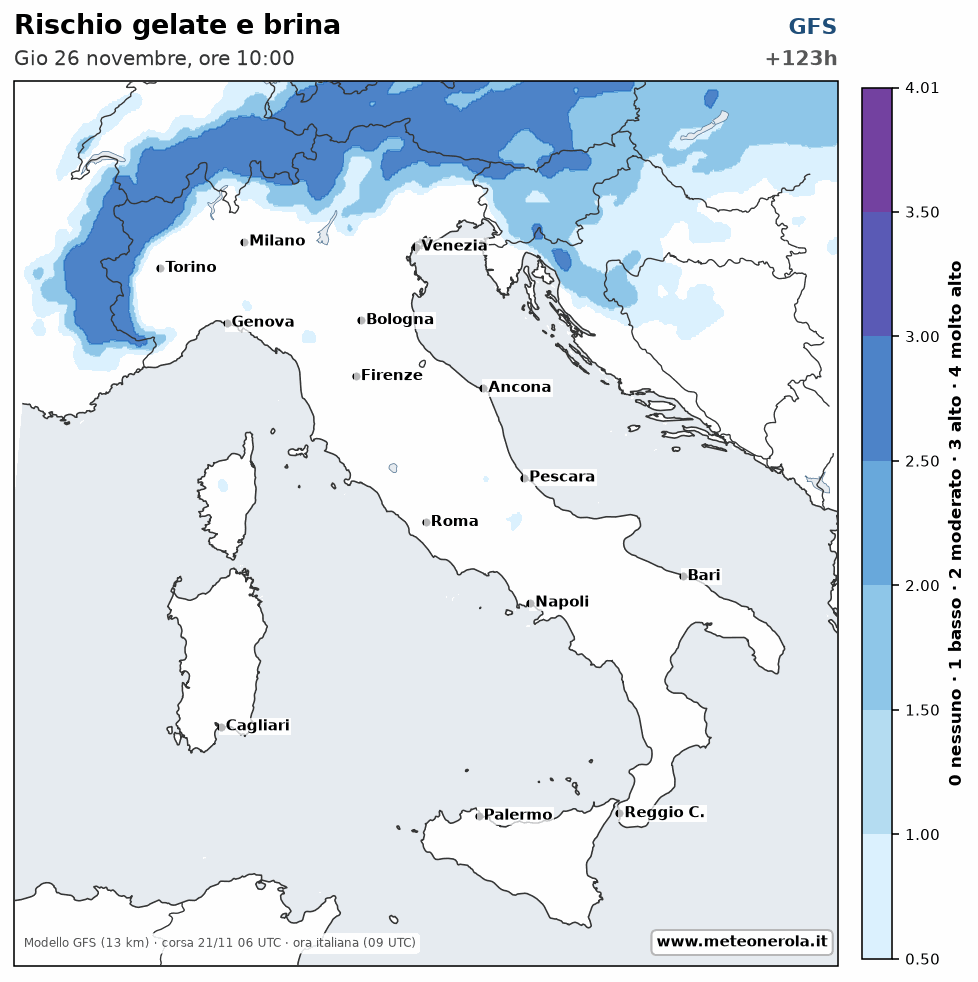 Rischio gelate e brina
GFS
Gio 26 novembre, ore 10:00
+123h
Milano
Torino
Venezia
Genova
Bologna
Firenze
Ancona
Pescara
Roma
Bari
Napoli
Cagliari
Palermo
Reggio C.
Modello GFS (13 km) · corsa 21/11 06 UTC · ora italiana (09 UTC)
www.meteonerola.it
4.01
3.50
3.00
2.50
2.00
1.50
1.00
0.50
0 nessuno · 1 basso · 2 moderato · 3 alto · 4 molto alto